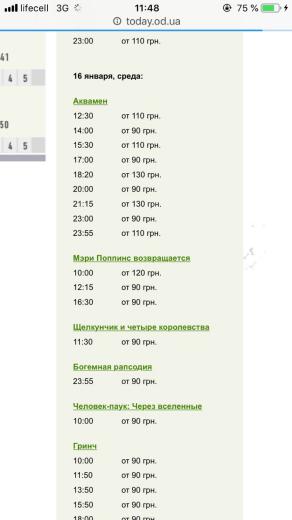 lifecell 3G 11:48 75 %
today.od.ua
23:00 от 110 грн.
41
4 5
50
4 5
16 января, среда:
Аквамен
12:30 от 110 грн.
14:00 от 90 грн.
15:30 от 110 грн.
17:00 от 90 грн.
18:20 от 130 грн.
20:00 от 90 грн.
21:15 от 130 грн.
23:00 от 90 грн.
23:55 от 110 грн.
Мэри Поппинс возвращается
10:00 от 120 грн.
12:15 от 90 грн.
16:30 от 90 грн.
Щелкунчик и четыре королевства
11:30 от 90 грн.
Богемная рапсодия
23:55 от 90 грн.
Человек-паук: Через вселенные
10:00 от 90 грн.
Гринч
10:00 от 90 грн.
11:50 от 90 грн.
13:50 от 90 грн.
15:50 от 90 грн.
18:00 от 90 грн.